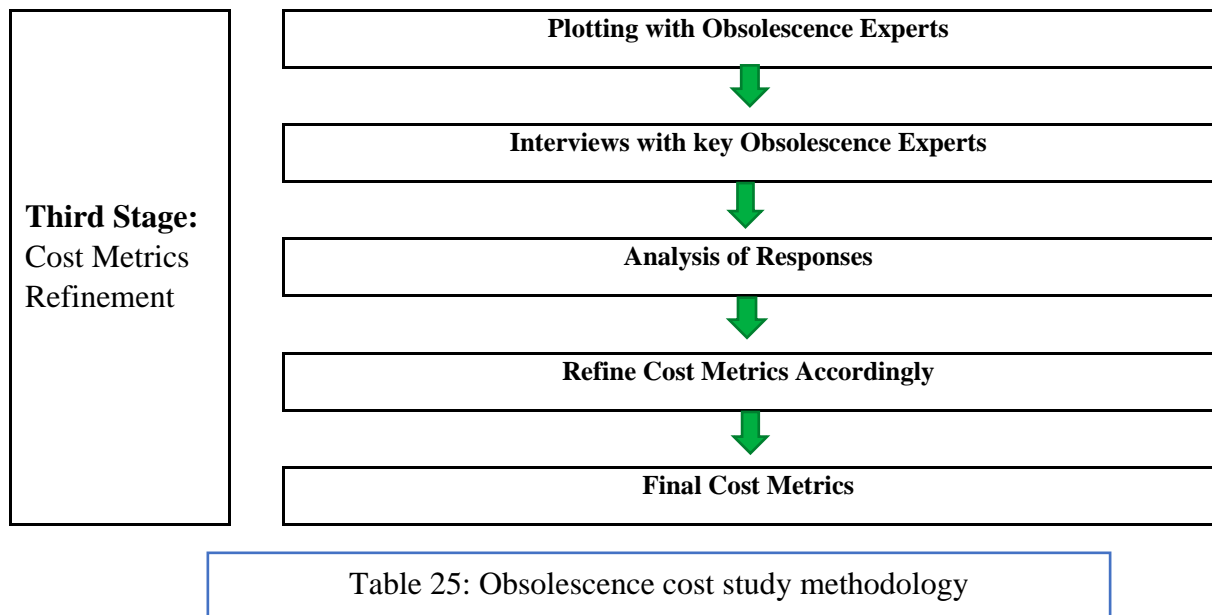 Third Stage:
Cost Metrics
Refinement
Plotting with Obsolescence Experts
Interviews with key Obsolescence Experts
Analysis of Responses
Refine Cost Metrics Accordingly
Final Cost Metrics
Table 25: Obsolescence cost study methodology